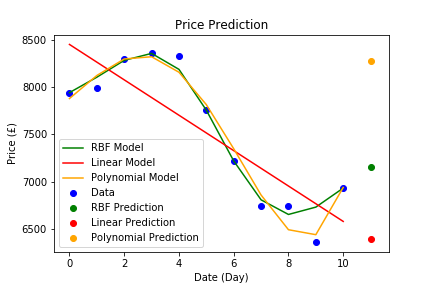 Price Prediction
Price (£)
8500
8000
7500
7000
6500
RBF Model
Linear Model
Polynomial Model
Data
RBF Prediction
Linear Prediction
Polynomial Prediction
0 2 4 6 8 10
Date (Day)